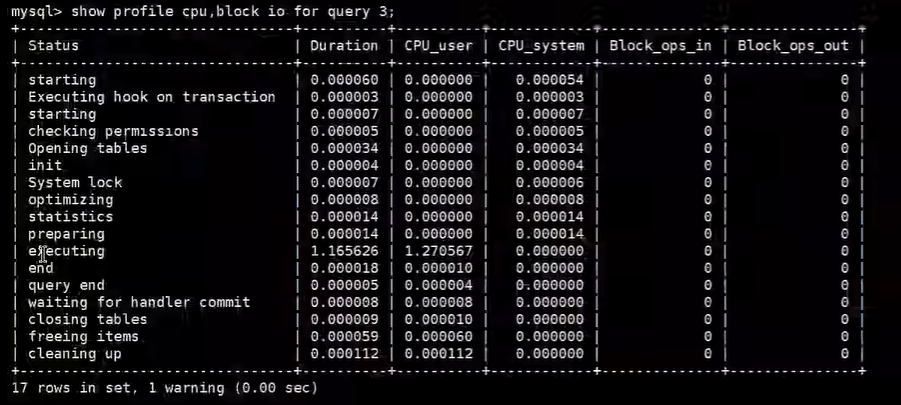 mysql> show profile cpu,block io for query 3;
+--------------------------------+----------+----------+------------+--------------+---------------+
| Status                         | Duration | CPU_user | CPU_system | Block_ops_in | Block_ops_out |
+--------------------------------+----------+----------+------------+--------------+---------------+
| starting                       | 0.000060 | 0.000000 |   0.000054 |            0 |             0 |
| Executing hook on transaction  | 0.000003 | 0.000000 |   0.000003 |            0 |             0 |
| starting                       | 0.000007 | 0.000000 |   0.000007 |            0 |             0 |
| checking permissions           | 0.000005 | 0.000000 |   0.000005 |            0 |             0 |
| Opening tables                 | 0.000034 | 0.000000 |   0.000034 |            0 |             0 |
| init                           | 0.000004 | 0.000000 |   0.000004 |            0 |             0 |
| System lock                    | 0.000007 | 0.000000 |   0.000006 |            0 |             0 |
| optimizing                     | 0.000008 | 0.000000 |   0.000008 |            0 |             0 |
| statistics                     | 0.000014 | 0.000000 |   0.000014 |            0 |             0 |
| preparing                      | 0.000014 | 0.000000 |   0.000014 |            0 |             0 |
| executing                      | 1.165626 | 1.270567 |   0.000000 |            0 |             0 |
| end                            | 0.000018 | 0.000010 |   0.000000 |            0 |             0 |
| query end                      | 0.000005 | 0.000004 |   0.000000 |            0 |             0 |
| waiting for handler commit     | 0.000008 | 0.000008 |   0.000000 |            0 |             0 |
| closing tables                 | 0.000009 | 0.000010 |   0.000000 |            0 |             0 |
| freeing items                  | 0.000059 | 0.000060 |   0.000000 |            0 |             0 |
| cleaning up                    | 0.000112 | 0.000112 |   0.000000 |            0 |             0 |
+--------------------------------+----------+----------+------------+--------------+---------------+
17 rows in set, 1 warning (0.00 sec)